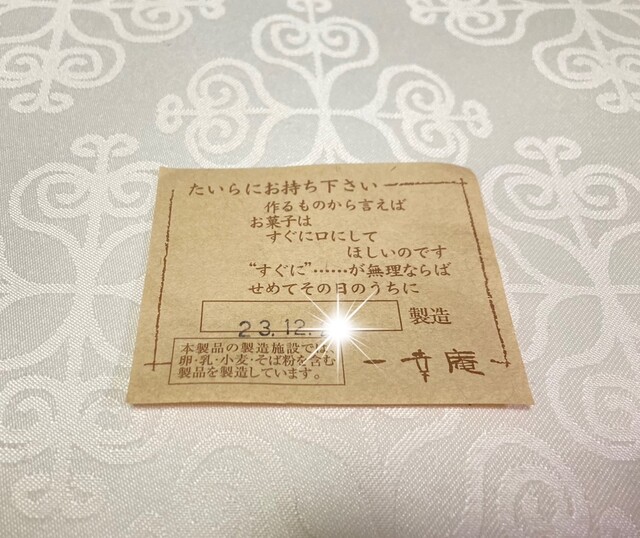 たいらにお持ち下さい
作るものから言えば
お菓子は
すぐに口にして
ほしいのです
“すぐに”……が無理ならば
せめてその日のうちに
23.12.
製造
本製品の製造施設では、
卵・乳・小麦・そば粉を含む
製品を製造しています。
一幸庵